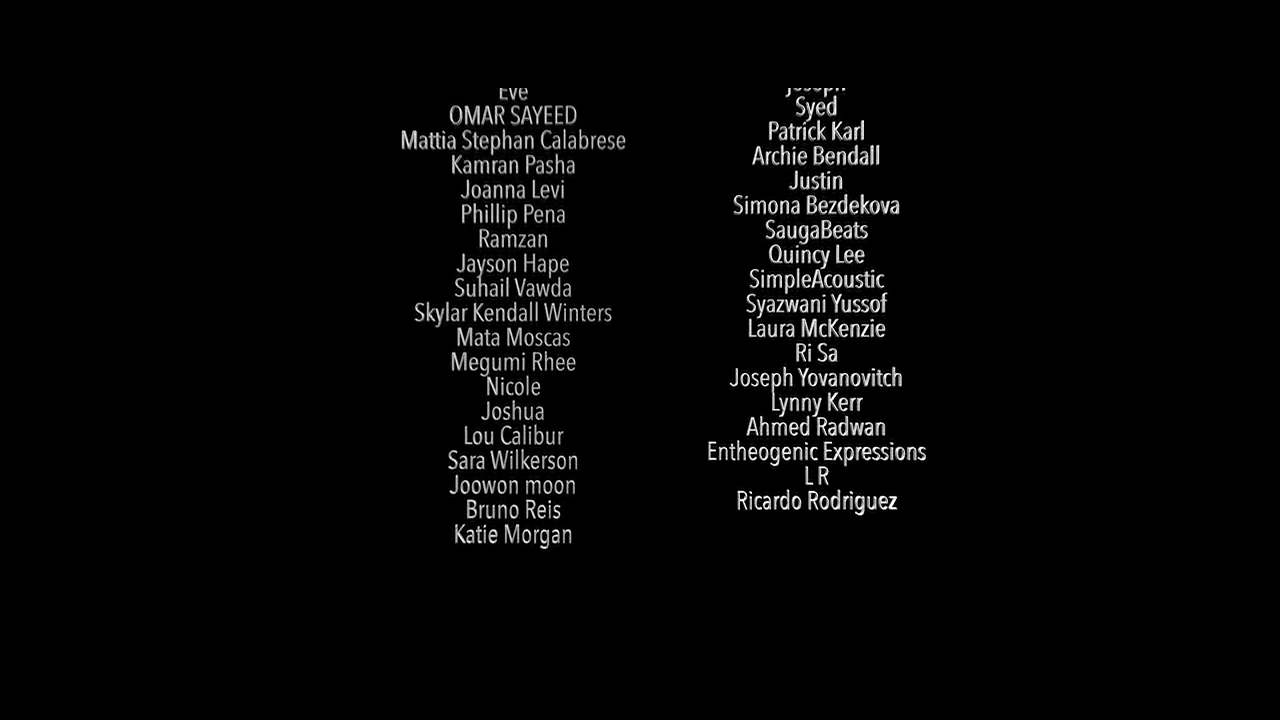 Eve
OMAR SAYEED
Mattia Stephan Calabrese
Kamran Pasha
Joanna Levi
Phillip Pena
Ramzan
Jayson Hape
Suhail Vawda
Skylar Kendall Winters
Mata Moscas
Megumi Rhee
Nicole
Joshua
Lou Calibur
Sara Wilkerson
Joowon moon
Bruno Reis
Katie Morgan
Joseph
Syed
Patrick Karl
Archie Bendall
Justin
Simona Bezdekova
SaugaBeats
Quincy Lee
SimpleAcoustic
Syazwani Yussof
Laura McKenzie
Ri Sa
Joseph Yovanovitch
Lynny Kerr
Ahmed Radwan
Entheogenic Expressions
L R
Ricardo Rodriguez